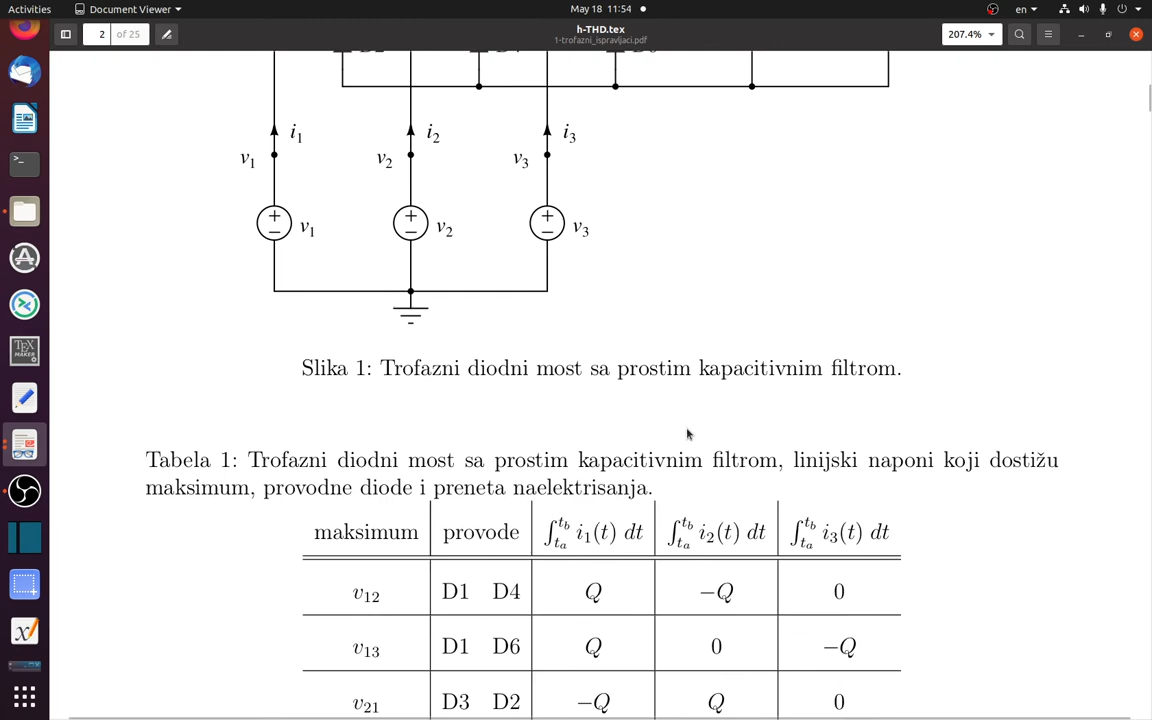 Activities Document Viewer May 18 11:54 en
2 of 25 h-THD.tex 207.4%
1-trofazni_ispravljaci.pdf
i1 i2 i3
v1 v2 v3
+ + +
− − −
v1 v2 v3
Slika 1: Trofazni diodni most sa prostim kapacitivnim filtrom.
Tabela 1: Trofazni diodni most sa prostim kapacitivnim filtrom, linijski naponi koji dostižu
maksimum, provodne diode i preneta naelektrisanja.
maksimum provode ∫_{ta}^{tb} i1(t) dt ∫_{ta}^{tb} i2(t) dt ∫_{ta}^{tb} i3(t) dt
v12 D1 D4 Q −Q 0
v13 D1 D6 Q 0 −Q
v21 D3 D2 −Q Q 0
TEX
MAKER